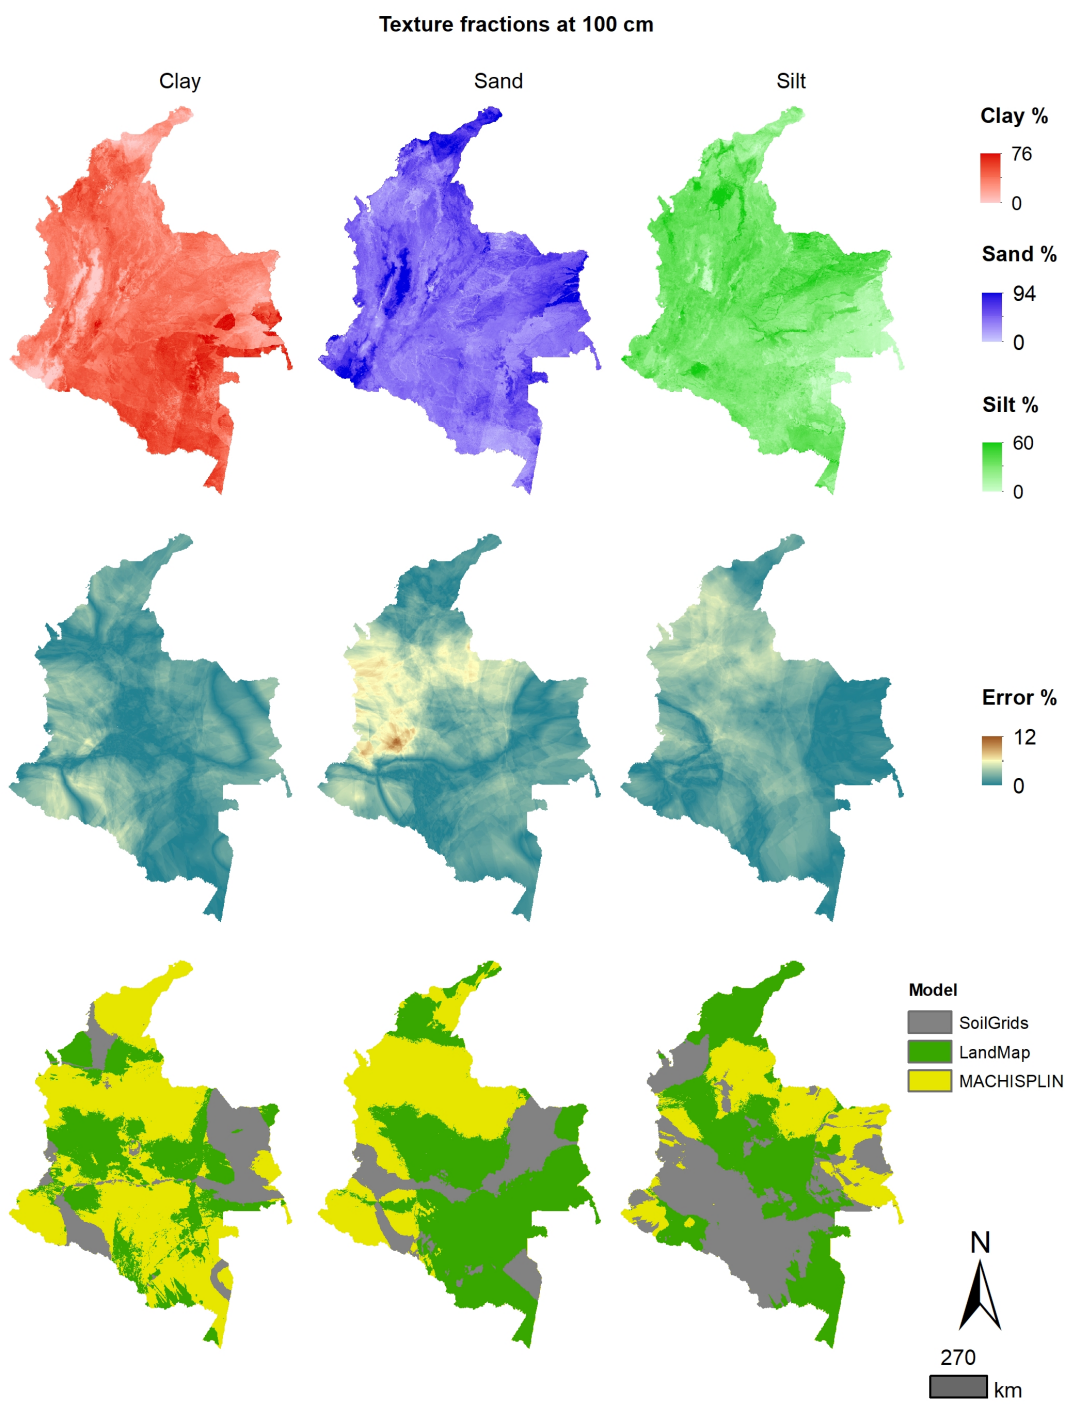 Texture fractions at 100 cm
Clay
Sand
Silt
Clay %
76
0
Sand %
94
0
Silt %
60
0
Error %
12
0
Model
SoilGrids
LandMap
MACHISPLIN
N
270
km